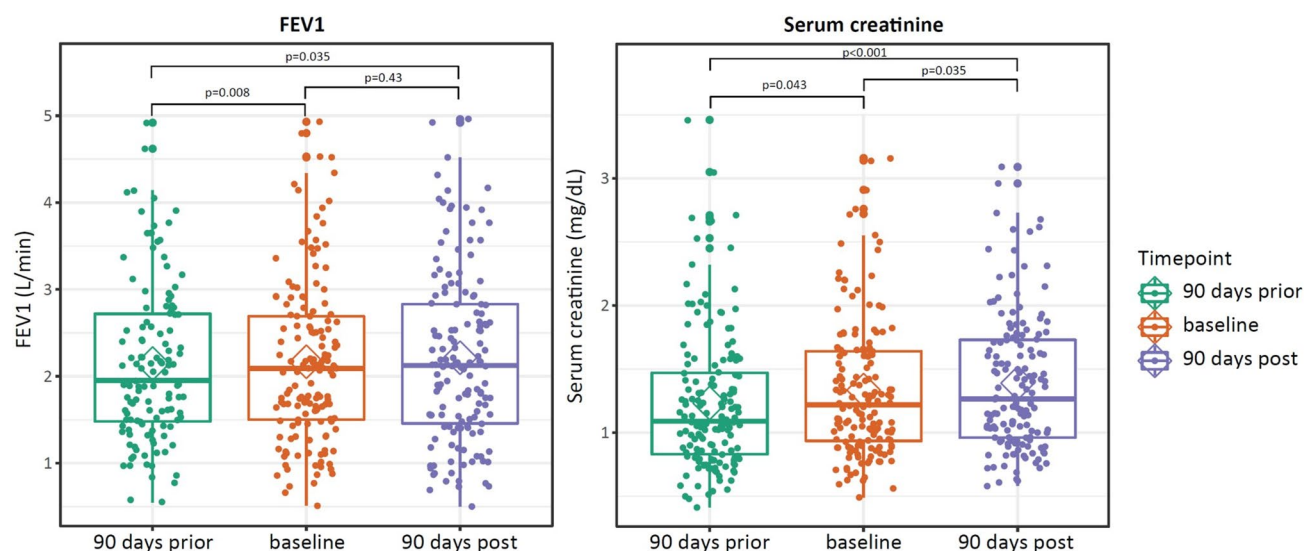 FEV1
Serum creatinine
p=0.035
p=0.43
p=0.008
p<0.001
p=0.035
p=0.043
FEV1 (L/min)
5
4
3
2
1
90 days prior
baseline
90 days post
Serum creatinine (mg/dL)
3
2
1
90 days prior
baseline
90 days post
Timepoint
90 days prior
baseline
90 days post